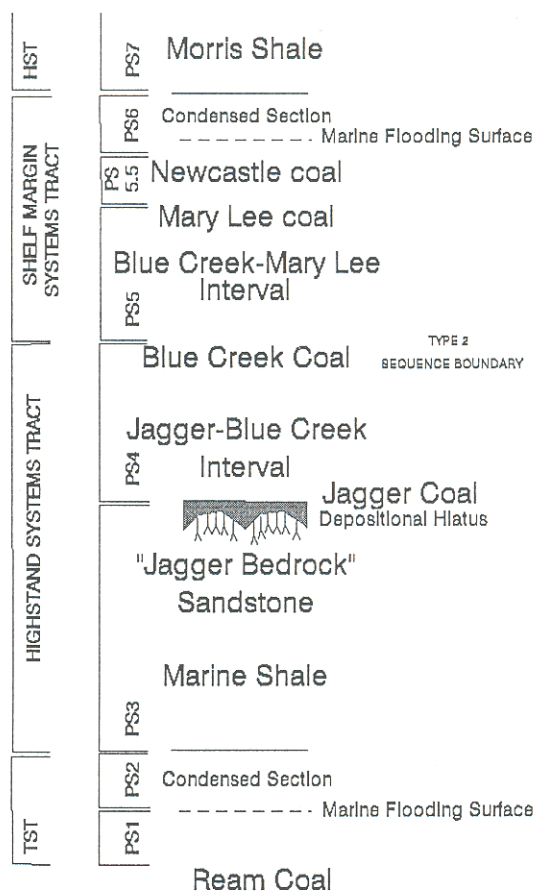 HST
PS7
Morris Shale
PS6
Condensed Section
Marine Flooding Surface
PS 5.5
Newcastle coal
SHELF MARGIN
SYSTEMS TRACT
Mary Lee coal
PS5
Blue Creek-Mary Lee
Interval
Blue Creek Coal
TYPE 2
SEQUENCE BOUNDARY
HIGHSTAND SYSTEMS TRACT
PS4
Jagger-Blue Creek
Interval
Jagger Coal
Depositional Hiatus
"Jagger Bedrock"
Sandstone
Marine Shale
PS3
TST
PS2
Condensed Section
Marine Flooding Surface
PS1
Ream Coal